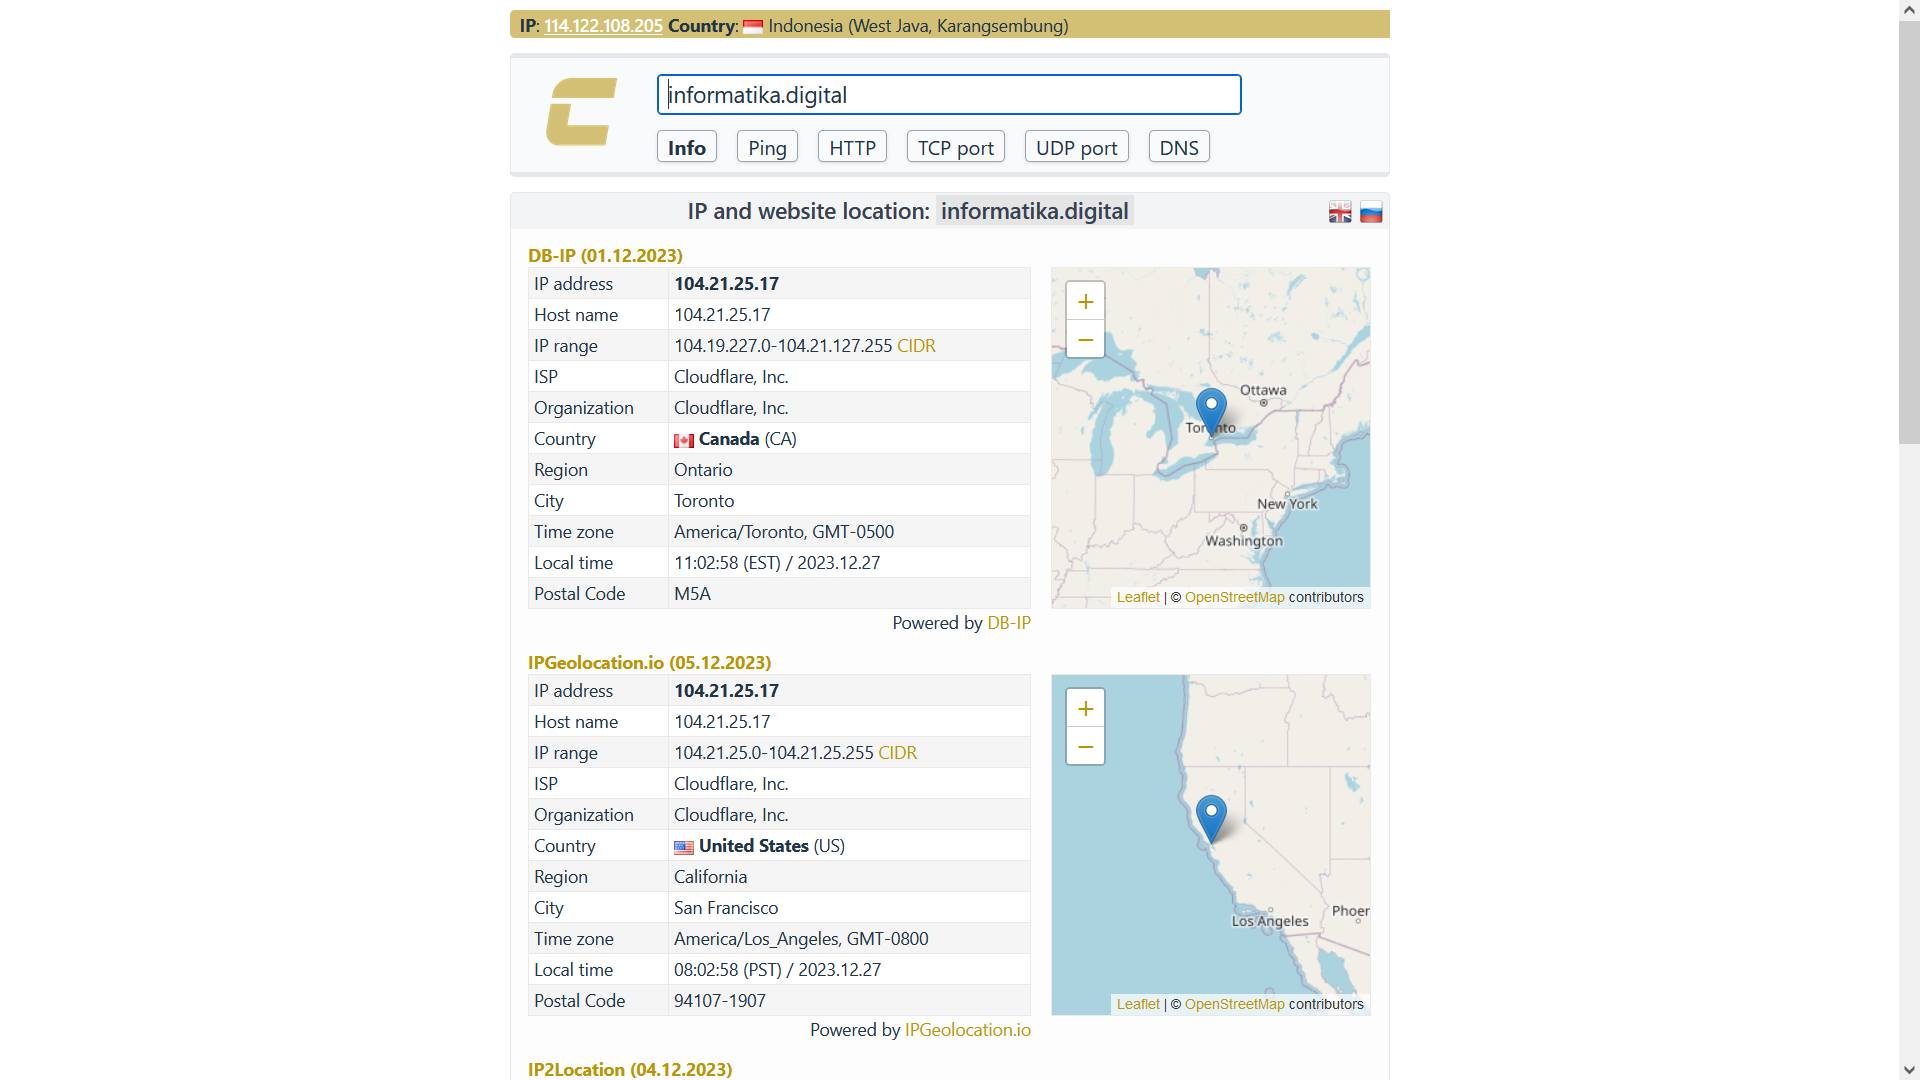 IP: 114.122.108.205 Country: Indonesia (West Java, Karangsembung)
informatika.digital
Info Ping HTTP TCP port UDP port DNS
IP and website location: informatika.digital
DB-IP (01.12.2023)
IP address 104.21.25.17
Host name 104.21.25.17
IP range 104.19.227.0-104.21.127.255 CIDR
ISP Cloudflare, Inc.
Organization Cloudflare, Inc.
Country Canada (CA)
Region Ontario
City Toronto
Time zone America/Toronto, GMT-0500
Local time 11:02:58 (EST) / 2023.12.27
Postal Code M5A
+
−
Ottawa
Toronto
New York
Washington
Leaflet | © OpenStreetMap contributors
Powered by DB-IP
IPGeolocation.io (05.12.2023)
IP address 104.21.25.17
Host name 104.21.25.17
IP range 104.21.25.0-104.21.25.255 CIDR
ISP Cloudflare, Inc.
Organization Cloudflare, Inc.
Country United States (US)
Region California
City San Francisco
Time zone America/Los_Angeles, GMT-0800
Local time 08:02:58 (PST) / 2023.12.27
Postal Code 94107-1907
+
−
Los Angeles
Phoen
Leaflet | © OpenStreetMap contributors
Powered by IPGeolocation.io
IP2Location (04.12.2023)